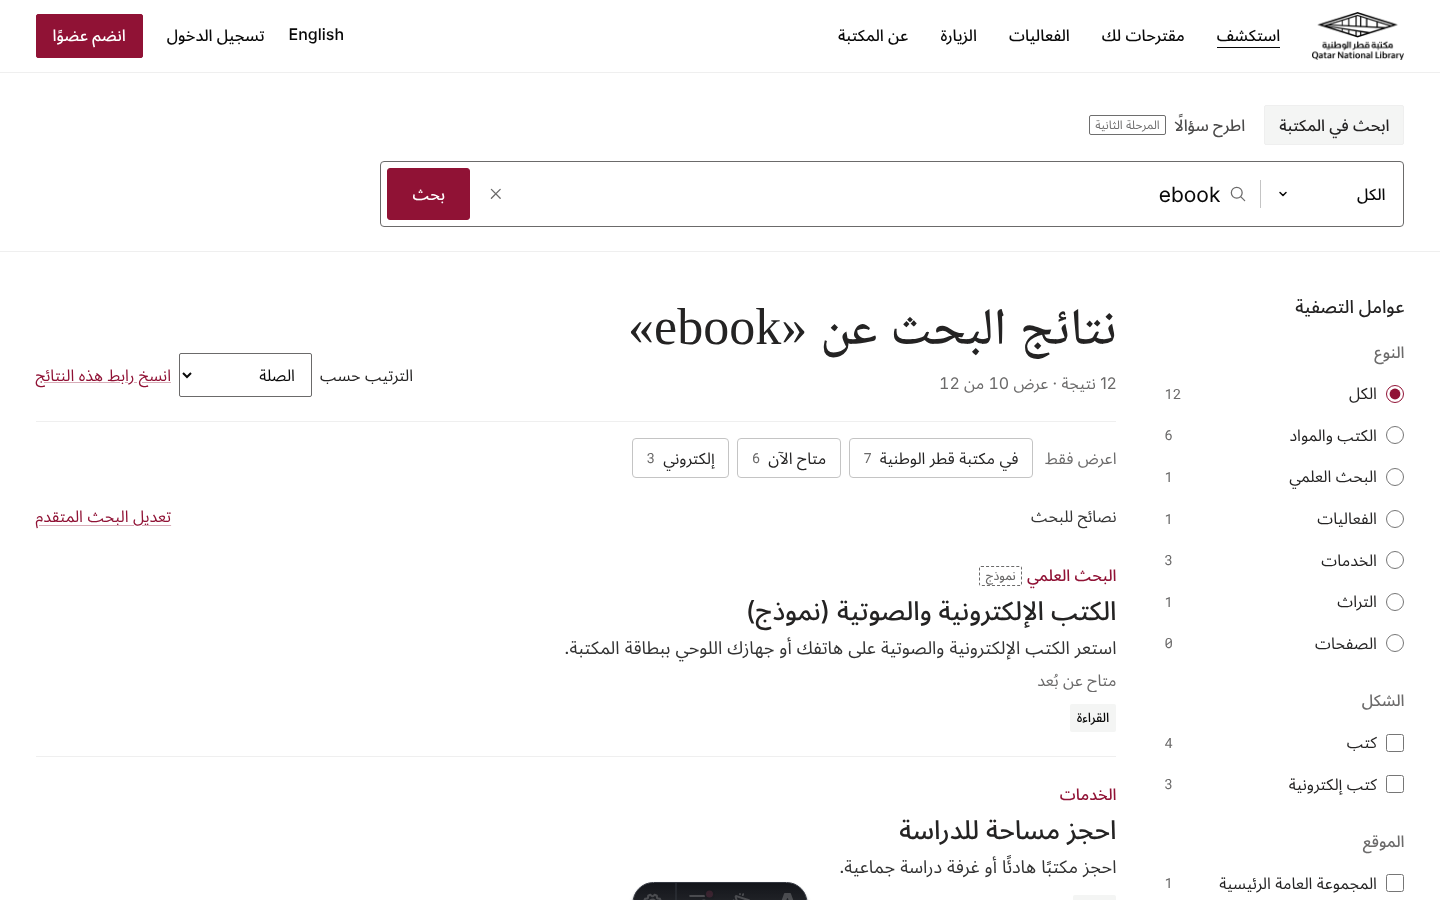 مكتبة قطر الوطنية
Qatar National Library
استكشف
مقترحات لك
الفعاليات
الزيارة
عن المكتبة
English
تسجيل الدخول
انضم عضوًا
ابحث في المكتبة
اطرح سؤالًا
المرحلة الثانية
الكل
ebook
بحث
عوامل التصفية
النوع
الكل 12
الكتب والمواد 6
البحث العلمي 1
الفعاليات 1
الخدمات 3
التراث 1
الصفحات 0
الشكل
كتب 4
كتب إلكترونية 3
الموقع
المجموعة العامة الرئيسية 1
نتائج البحث عن «ebook»
12 نتيجة · عرض 10 من 12
الترتيب حسب
الصلة
انسخ رابط هذه النتائج
اعرض فقط
في مكتبة قطر الوطنية 7
متاح الآن 6
إلكتروني 3
نصائح للبحث
تعديل البحث المتقدم
البحث العلمي نموذج
الكتب الإلكترونية والصوتية (نموذج)
استعر الكتب الإلكترونية والصوتية على هاتفك أو جهازك اللوحي ببطاقة المكتبة.
متاح عن بُعد
القراءة
الخدمات
احجز مساحة للدراسة
احجز مكتبًا هادئًا أو غرفة دراسة جماعية.